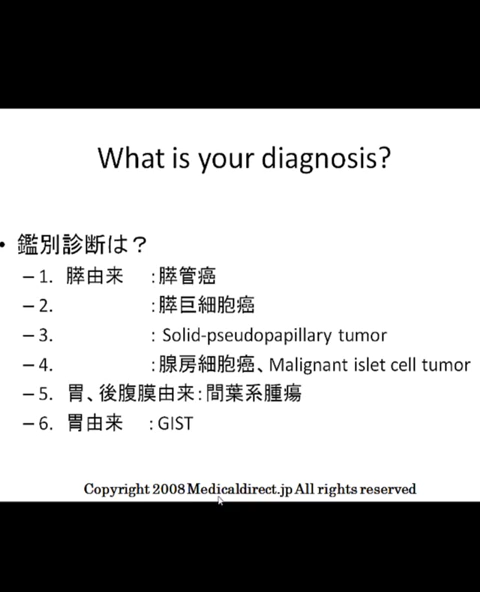 What is your diagnosis?
• 鑑別診断は？
– 1. 膵由来 ：膵管癌
– 2. ：膵巨細胞癌
– 3. ： Solid-pseudopapillary tumor
– 4. ：腺房細胞癌、Malignant islet cell tumor
– 5. 胃、後腹膜由来：間葉系腫瘍
– 6. 胃由来 ：GIST
Copyright 2008 Medicaldirect.jp All rights reserved